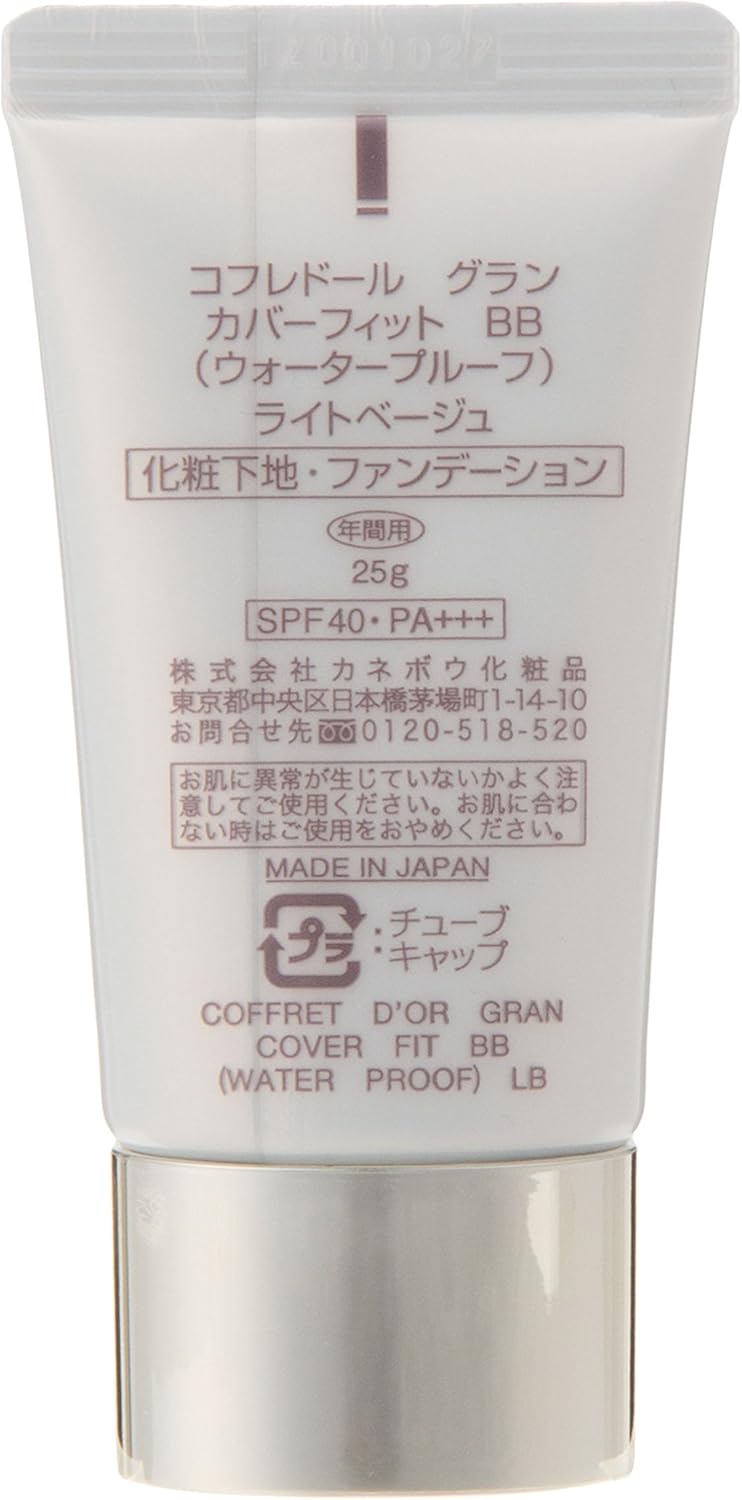 コフレドール グラン
カバーフィット BB
(ウォータープルーフ)
ライトベージュ
化粧下地・ファンデーション
年間用
25g
SPF40・PA+++
株式会社カネボウ化粧品
東京都中央区日本橋茅場町1-14-10
お問合せ先 0120-518-520
お肌に異常が生じていないかよく注
意してご使用ください。お肌に合わ
ない時はご使用をおやめください。
MADE IN JAPAN
プラ :チューブ
:キャップ
COFFRET D'OR GRAN
COVER FIT BB
(WATER PROOF) LB